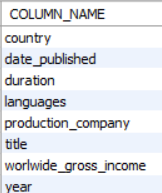 COLUMN_NAME
country
date_published
duration
languages
production_company
title
worlwide_gross_income
year